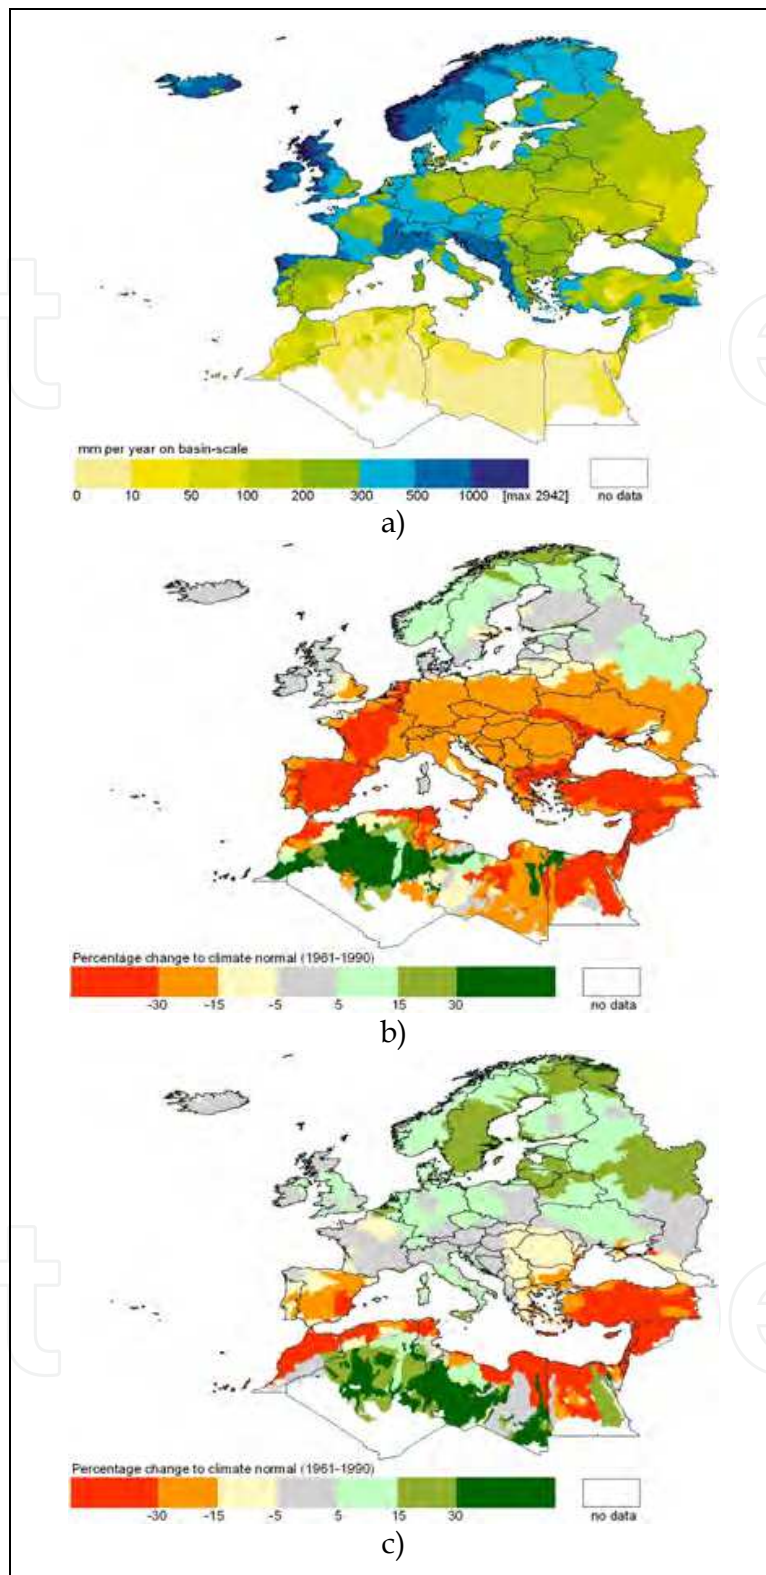 mm per year on basin-scale
0 10 50 100 200 300 500 1000 [max 2942] no data
a)
Percentage change to climate normal (1961-1990)
-30 -15 -5 5 15 30 no data
b)
Percentage change to climate normal (1961-1990)
-30 -15 -5 5 15 30 no data
c)